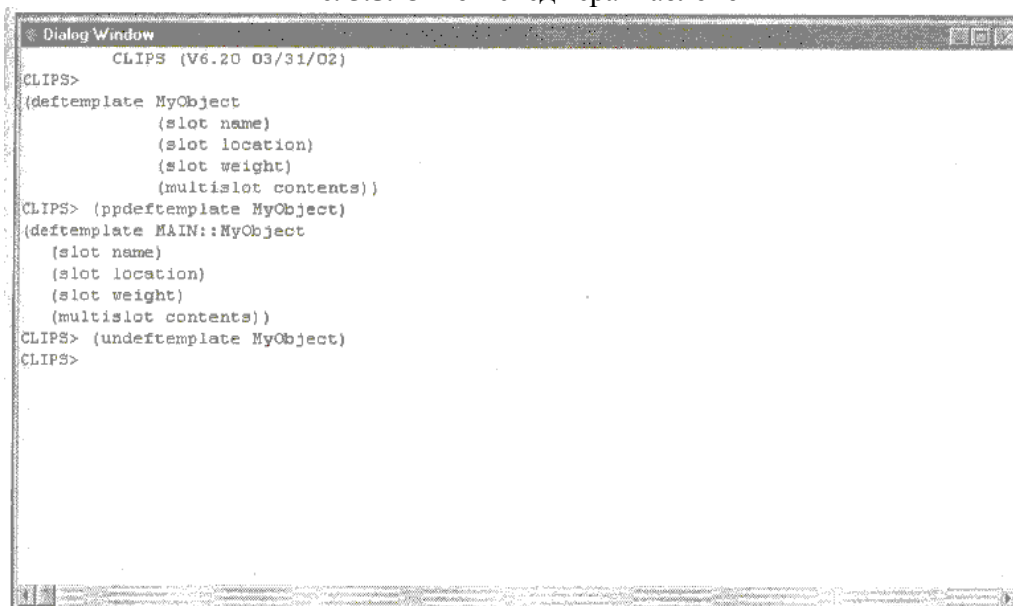 Dialog Window
CLIPS (V6.20 03/31/02)
CLIPS>
(deftemplate MyObject
(slot name)
(slot location)
(slot weight)
(multislot contents))
CLIPS> (ppdeftemplate MyObject)
(deftemplate MAIN::MyObject
(slot name)
(slot location)
(slot weight)
(multislot contents))
CLIPS> (undeftemplate MyObject)
CLIPS>